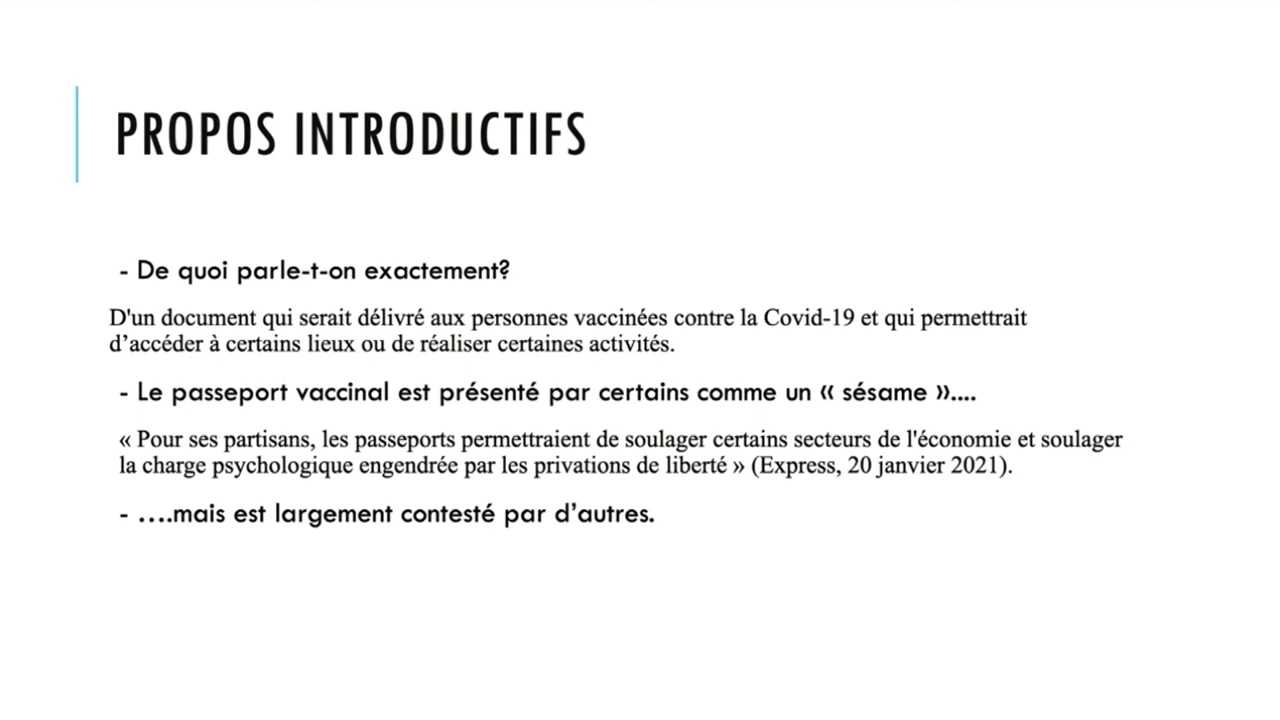 PROPOS INTRODUCTIFS
- De quoi parle-t-on exactement?
D'un document qui serait délivré aux personnes vaccinées contre la Covid-19 et qui permettrait
d’accéder à certains lieux ou de réaliser certaines activités.
- Le passeport vaccinal est présenté par certains comme un « sésame »....
« Pour ses partisans, les passeports permettraient de soulager certains secteurs de l'économie et soulager
la charge psychologique engendrée par les privations de liberté » (Express, 20 janvier 2021).
- ….mais est largement contesté par d’autres.